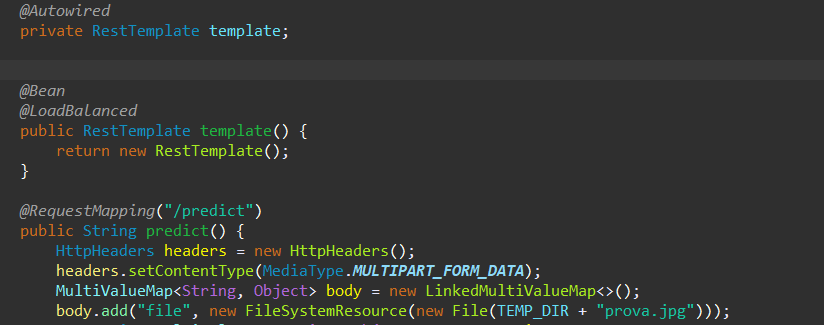 @Autowired
private RestTemplate template;
@Bean
@LoadBalanced
public RestTemplate template() {
return new RestTemplate();
}
@RequestMapping("/predict")
public String predict() {
HttpHeaders headers = new HttpHeaders();
headers.setContentType(MediaType.MULTIPART_FORM_DATA);
MultiValueMap<String, Object> body = new LinkedMultiValueMap<>();
body.add("file", new FileSystemResource(new File(TEMP_DIR + "prova.jpg")));